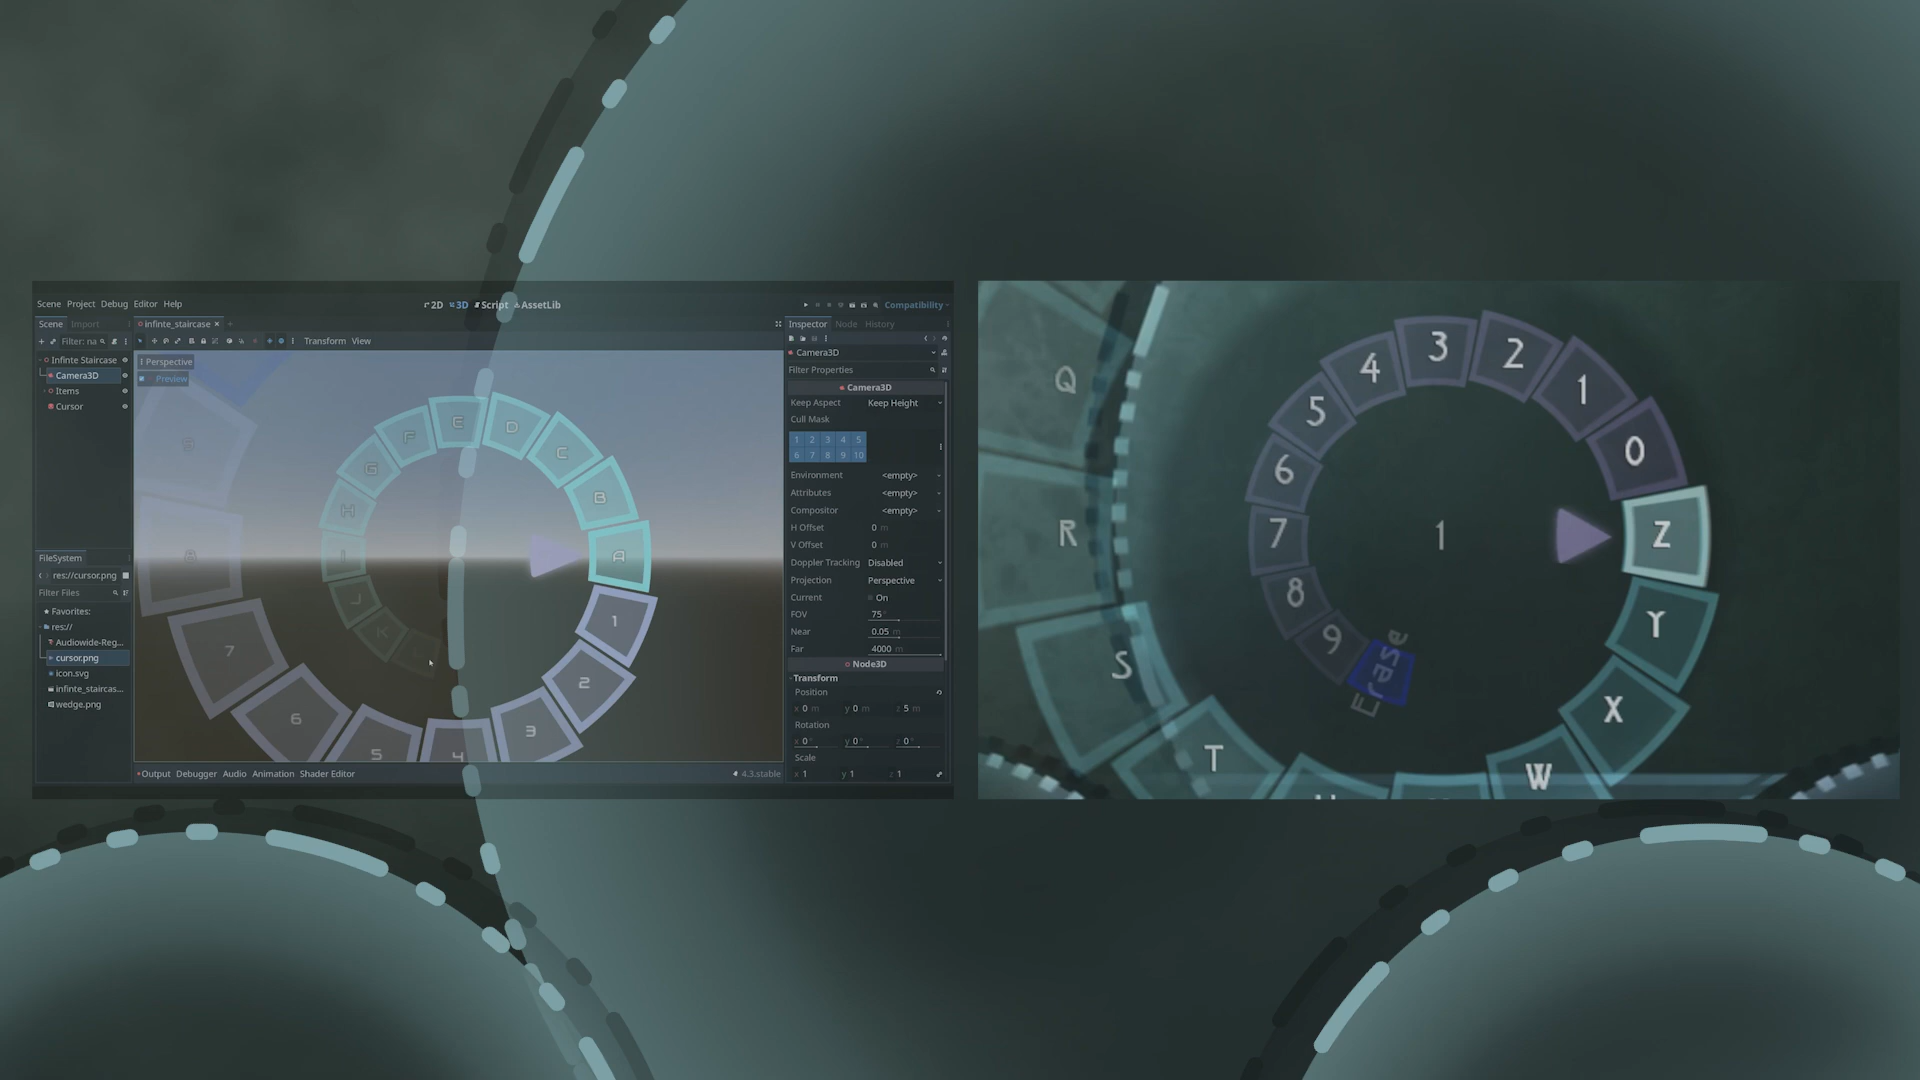 Scene Project Debug Editor Help
2D 3D Script AssetLib
Compatibility
Scene Import
infinte_staircase
Inspector Node History
Filter: na
Transform View
Infinte Staircase
Camera3D
Items
Cursor
Perspective
Preview
Camera3D
Filter Properties
Camera3D
Keep Aspect Keep Height
Cull Mask
1 2 3 4 5
6 7 8 9 10
Environment <empty>
Attributes <empty>
Compositor <empty>
H Offset 0 m
V Offset 0 m
Doppler Tracking Disabled
Projection Perspective
Current On
FOV 75 °
Near 0.05 m
Far 4000 m
Node3D
Transform
Position
x 0 m y 0 m z 5 m
Rotation
x 0 ° y 0 ° z 0 °
Scale
x 1 y 1 z 1
FileSystem
res://cursor.png
Filter Files
Favorites:
res://
Audiowide-Reg...
cursor.png
icon.svg
infinte_staircas...
wedge.png
Output Debugger Audio Animation Shader Editor
4.3.stable
9
8
7
6
5
4
3
2
1
A
B
C
D
E
F
G
H
I
J
K
Q
R
S
T
W
X
Y
Z
0
1
2
3
4
5
6
7
8
9
Erase
1